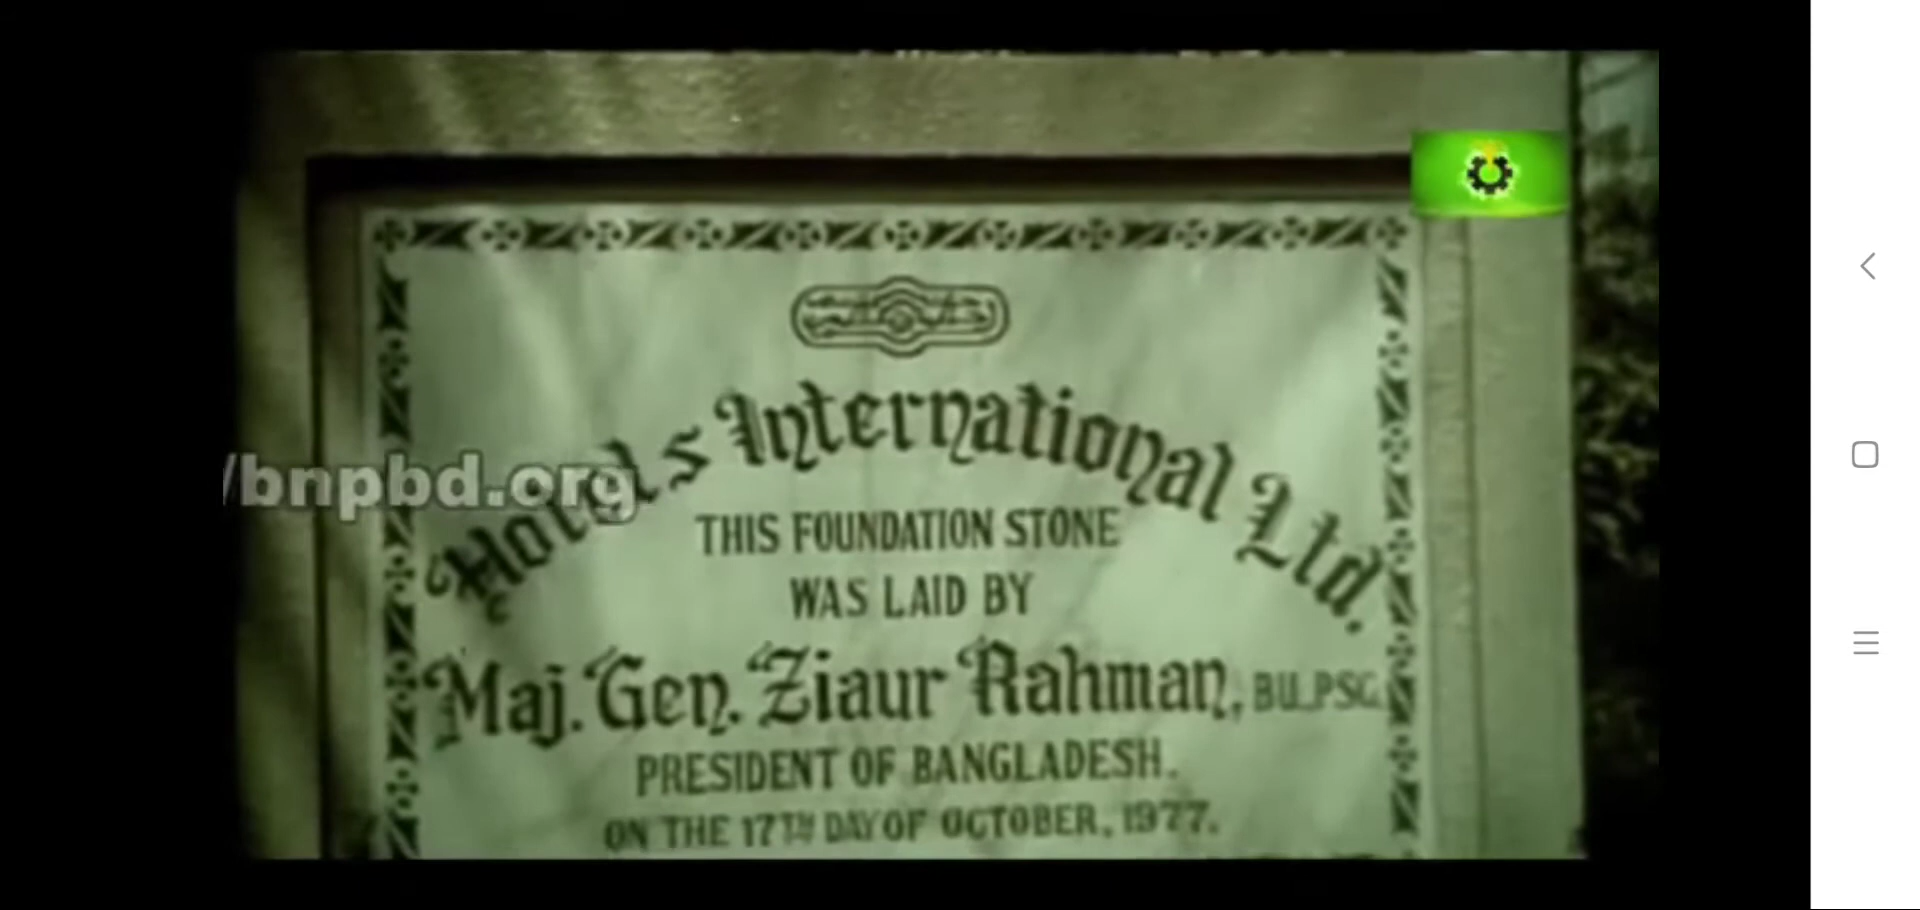 Hotels International Ltd.
/bnpbd.org
THIS FOUNDATION STONE
WAS LAID BY
Maj. Gen. Ziaur Rahman, BU.PSC.
PRESIDENT OF BANGLADESH.
ON THE 17TH DAY OF OCTOBER, 1977.